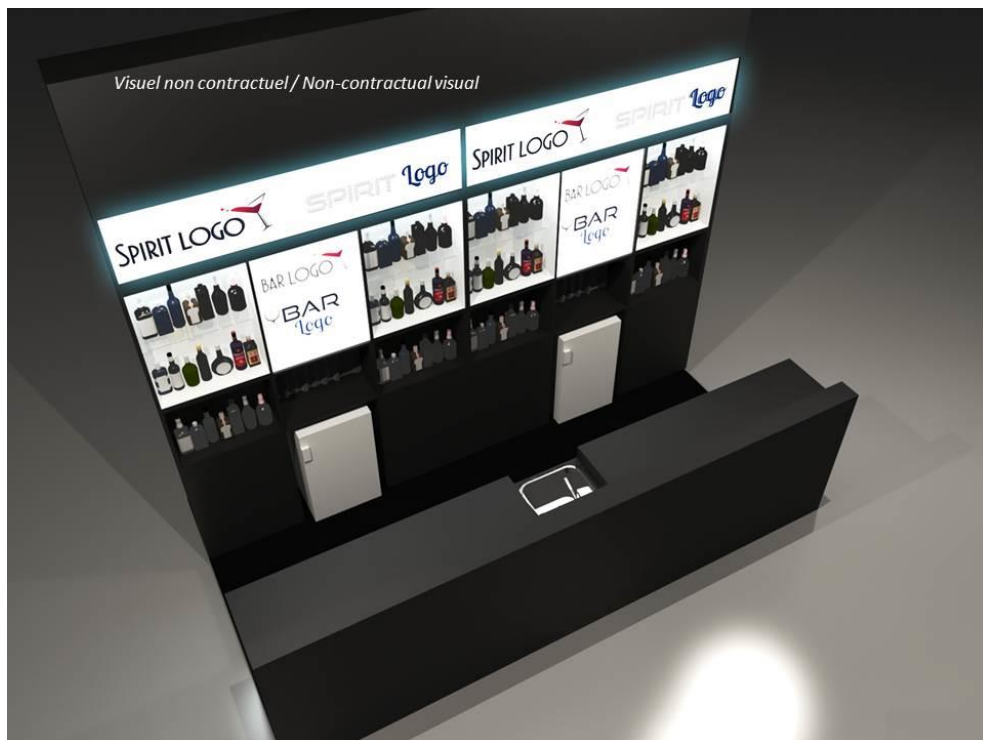 Visuel non contractuel / Non-contractual visual
SPIRIT LOGO SPIRIT Logo
SPIRIT LOGO SPIRIT Logo
BAR LOGO
BAR
Logo
BAR LOGO
BAR
Logo